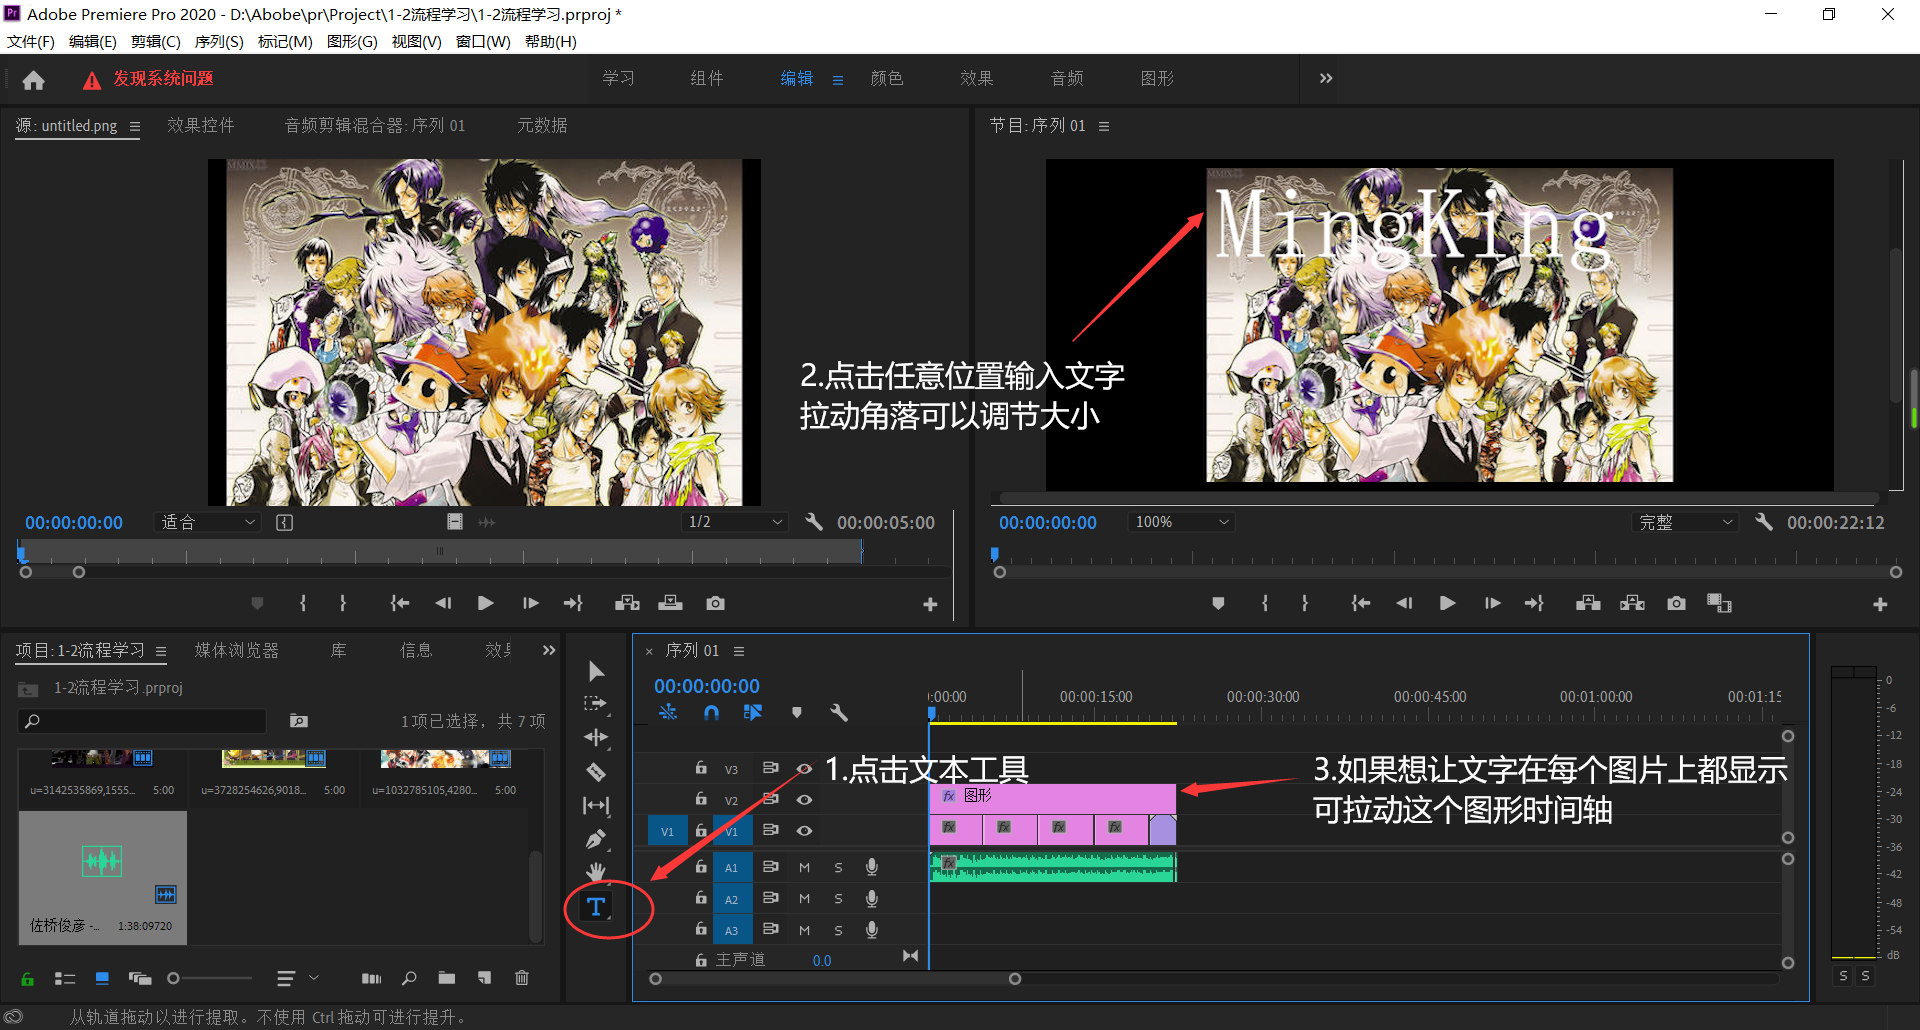 Pr Adobe Premiere Pro 2020 - D:\Abobe\pr\Project\1-2流程学习\1-2流程学习.prproj *
文件(F) 编辑(E) 剪辑(C) 序列(S) 标记(M) 图形(G) 视图(V) 窗口(W) 帮助(H)
发现系统问题 学习 组件 编辑 颜色 效果 音频 图形
源: untitled.png 效果控件 音频剪辑混合器: 序列 01 元数据
节目: 序列 01
MingKing
2.点击任意位置输入文字
拉动角落可以调节大小
00:00:00:00 适合 1/2 00:00:05:00
00:00:00:00 100% 完整 00:00:22:12
项目: 1-2流程学习 媒体浏览器 库 信息
1-2流程学习.prproj
1项已选择，共 7 项
u=3142535869,1555... 5:00
u=3728254626,9018... 5:00
u=1032785105,4280... 5:00
佐桥俊彦 -... 1:38:09720
T
× 序列 01
00:00:00:00
:00:00 00:00:15:00 00:00:30:00 00:00:45:00 00:01:00:00 00:01:15
1.点击文本工具
3.如果想让文字在每个图片上都显示
可拉动这个图形时间轴
V3
V2 fx 图形
V1 V1 fx fx fx fx
A1 M S fx
A2 M S
A3 M S
主声道 0.0
0
-6
-12
-18
-24
-30
-36
-42
-48
-54
dB
S S
从轨道拖动以进行提取。不使用 Ctrl 拖动可进行提升。